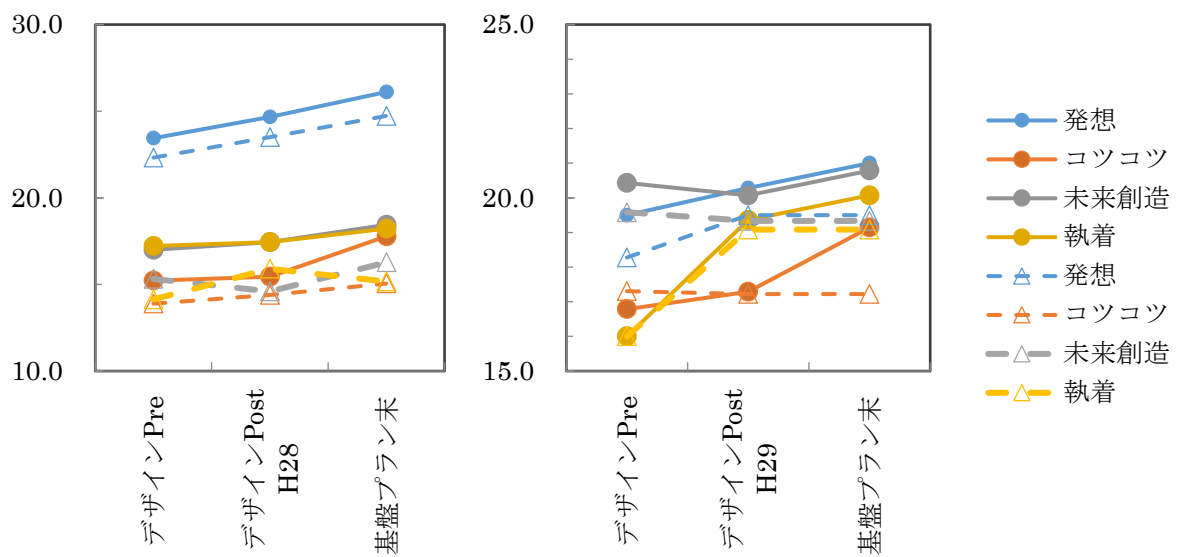 30.0
20.0
10.0
デザインPre
デザインPost
H28
基盤プラン末
25.0
20.0
15.0
デザインPre
デザインPost
H29
基盤プラン末
発想
コツコツ
未来創造
執着
発想
コツコツ
未来創造
執着